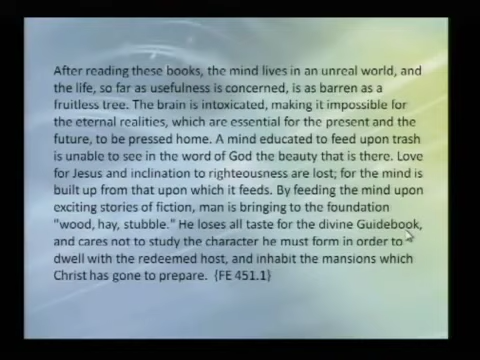 After reading these books, the mind lives in an unreal world, and
the life, so far as usefulness is concerned, is as barren as a
fruitless tree. The brain is intoxicated, making it impossible for
the eternal realities, which are essential for the present and the
future, to be pressed home. A mind educated to feed upon trash
is unable to see in the word of God the beauty that is there. Love
for Jesus and inclination to righteousness are lost; for the mind is
built up from that upon which it feeds. By feeding the mind upon
exciting stories of fiction, man is bringing to the foundation
"wood, hay, stubble." He loses all taste for the divine Guidebook,
and cares not to study the character he must form in order to
dwell with the redeemed host, and inhabit the mansions which
Christ has gone to prepare. {FE 451.1}